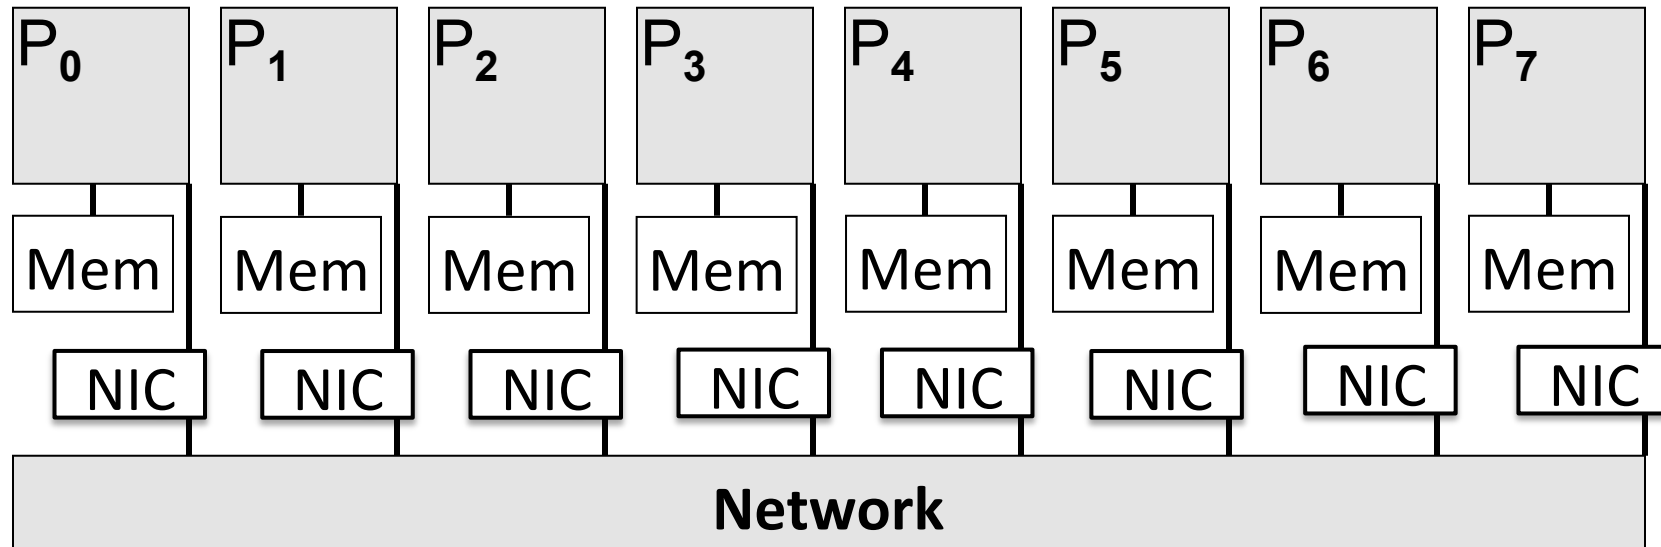 P0 P1 P2 P3 P4 P5 P6 P7
Mem Mem Mem Mem Mem Mem Mem Mem
NIC NIC NIC NIC NIC NIC NIC NIC
Network